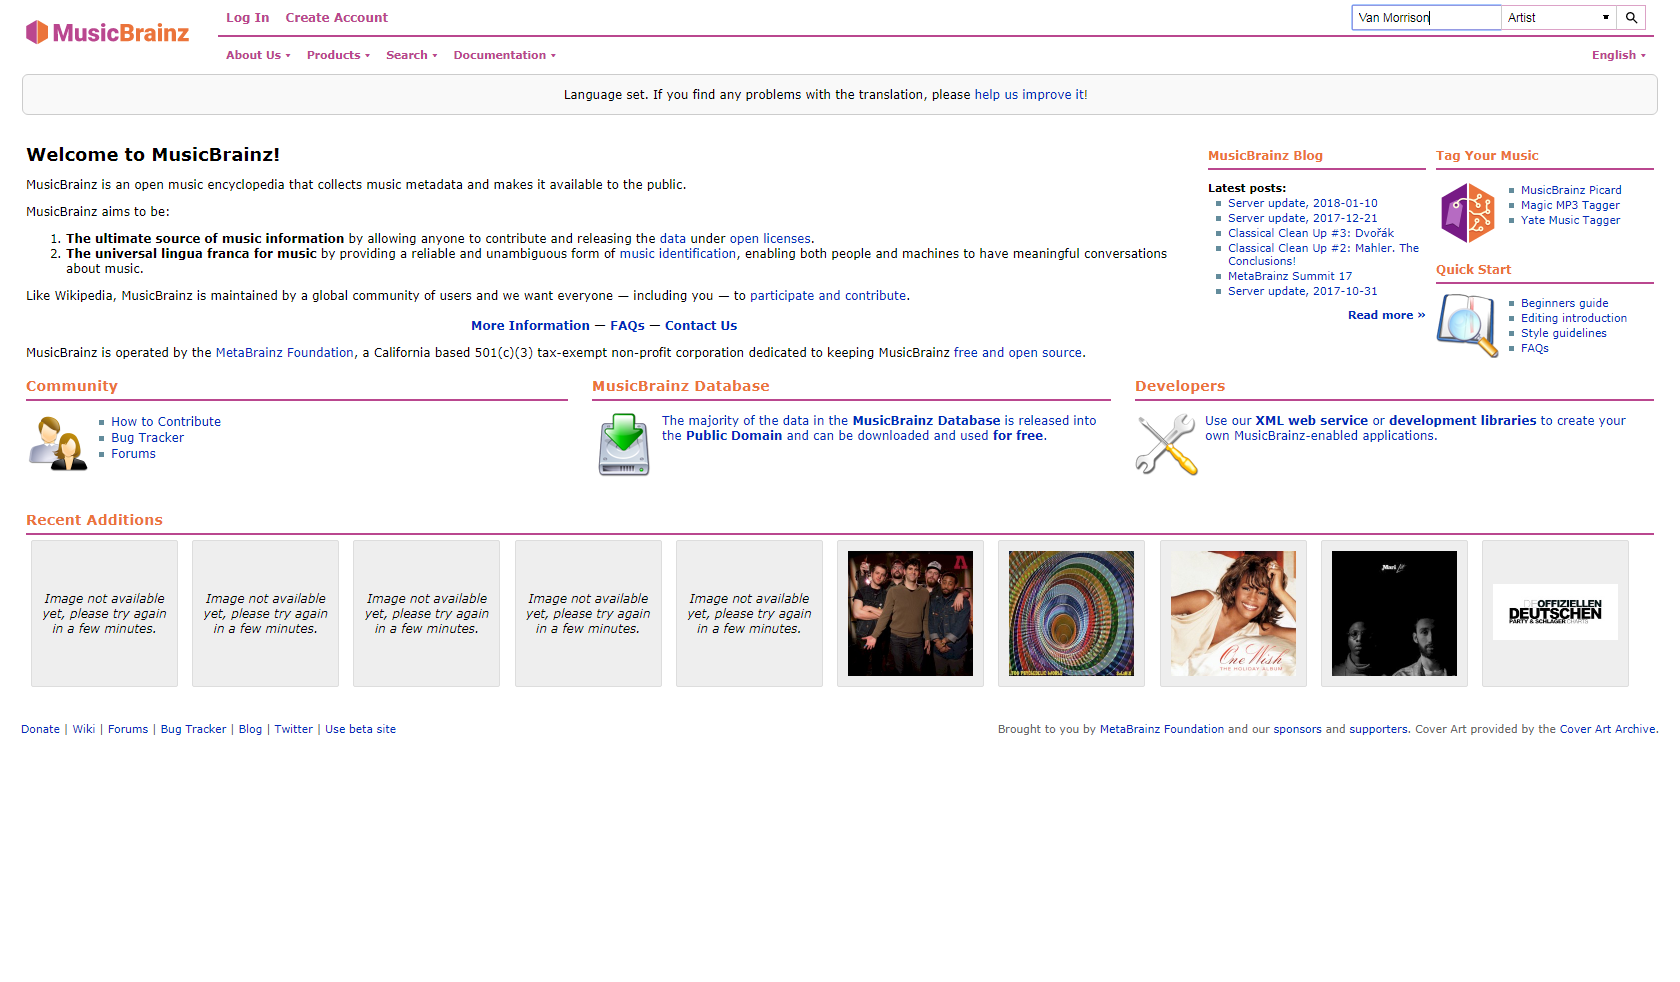 MusicBrainz
Log In Create Account
Van Morrison Artist
About Us Products Search Documentation
English
Language set. If you find any problems with the translation, please help us improve it!
Welcome to MusicBrainz!
MusicBrainz is an open music encyclopedia that collects music metadata and makes it available to the public.
MusicBrainz aims to be:
1. The ultimate source of music information by allowing anyone to contribute and releasing the data under open licenses.
2. The universal lingua franca for music by providing a reliable and unambiguous form of music identification, enabling both people and machines to have meaningful conversations
about music.
Like Wikipedia, MusicBrainz is maintained by a global community of users and we want everyone — including you — to participate and contribute.
More Information — FAQs — Contact Us
MusicBrainz is operated by the MetaBrainz Foundation, a California based 501(c)(3) tax-exempt non-profit corporation dedicated to keeping MusicBrainz free and open source.
MusicBrainz Blog
Latest posts:
Server update, 2018-01-10
Server update, 2017-12-21
Classical Clean Up #3: Dvořák
Classical Clean Up #2: Mahler. The
Conclusions!
MetaBrainz Summit 17
Server update, 2017-10-31
Read more »
Tag Your Music
MusicBrainz Picard
Magic MP3 Tagger
Yate Music Tagger
Quick Start
Beginners guide
Editing introduction
Style guidelines
FAQs
Community
How to Contribute
Bug Tracker
Forums
MusicBrainz Database
The majority of the data in the MusicBrainz Database is released into
the Public Domain and can be downloaded and used for free.
Developers
Use our XML web service or development libraries to create your
own MusicBrainz-enabled applications.
Recent Additions
Image not available
yet, please try again
in a few minutes.
Image not available
yet, please try again
in a few minutes.
Image not available
yet, please try again
in a few minutes.
Image not available
yet, please try again
in a few minutes.
Image not available
yet, please try again
in a few minutes.
One Wish
THE HOLIDAY ALBUM
DIE OFFIZIELLEN
DEUTSCHEN
PARTY & SCHLAGER CHARTS
Donate | Wiki | Forums | Bug Tracker | Blog | Twitter | Use beta site
Brought to you by MetaBrainz Foundation and our sponsors and supporters. Cover Art provided by the Cover Art Archive.